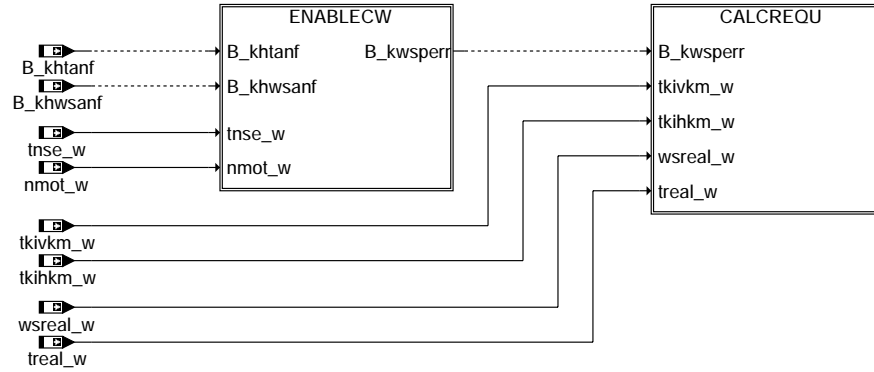 ENABLECW
CALCREQU
B_khtanf
B_khtanf
B_kwsperr
B_kwsperr
B_khwsanf
B_khwsanf
tkivkm_w
tnse_w
tnse_w
tkihkm_w
nmot_w
nmot_w
wsreal_w
treal_w
tkivkm_w
tkihkm_w
wsreal_w
treal_w